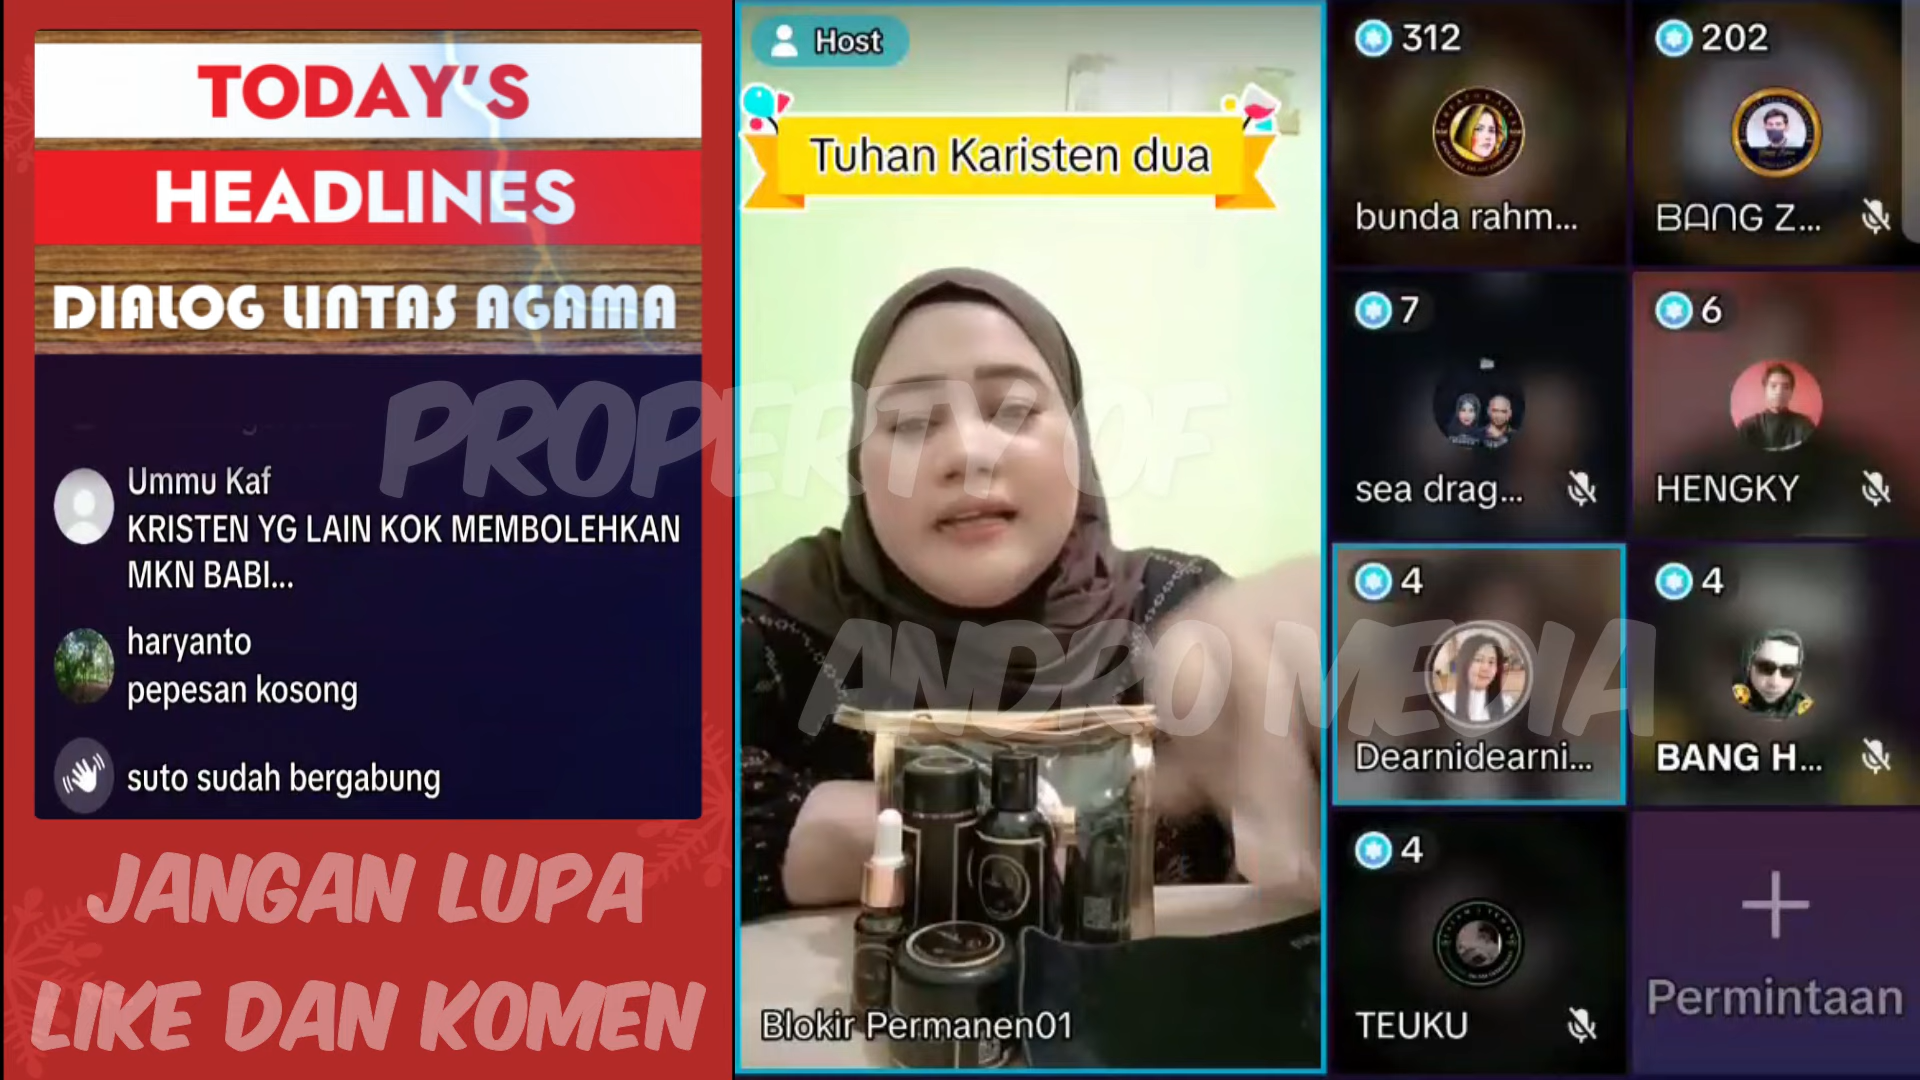 TODAY'S
HEADLINES
DIALOG LINTAS AGAMA
Ummu Kaf
KRISTEN YG LAIN KOK MEMBOLEHKAN
MKN BABI...
haryanto
pepesan kosong
suto sudah bergabung
JANGAN LUPA
LIKE DAN KOMEN
PROPERTY OF
ANDRO MEDIA
Host
Tuhan Karisten dua
Blokir Permanen01
312
bunda rahm...
202
BANG Z...
7
sea drag...
6
HENGKY
4
Dearnidearni...
4
BANG H...
4
TEUKU
Permintaan